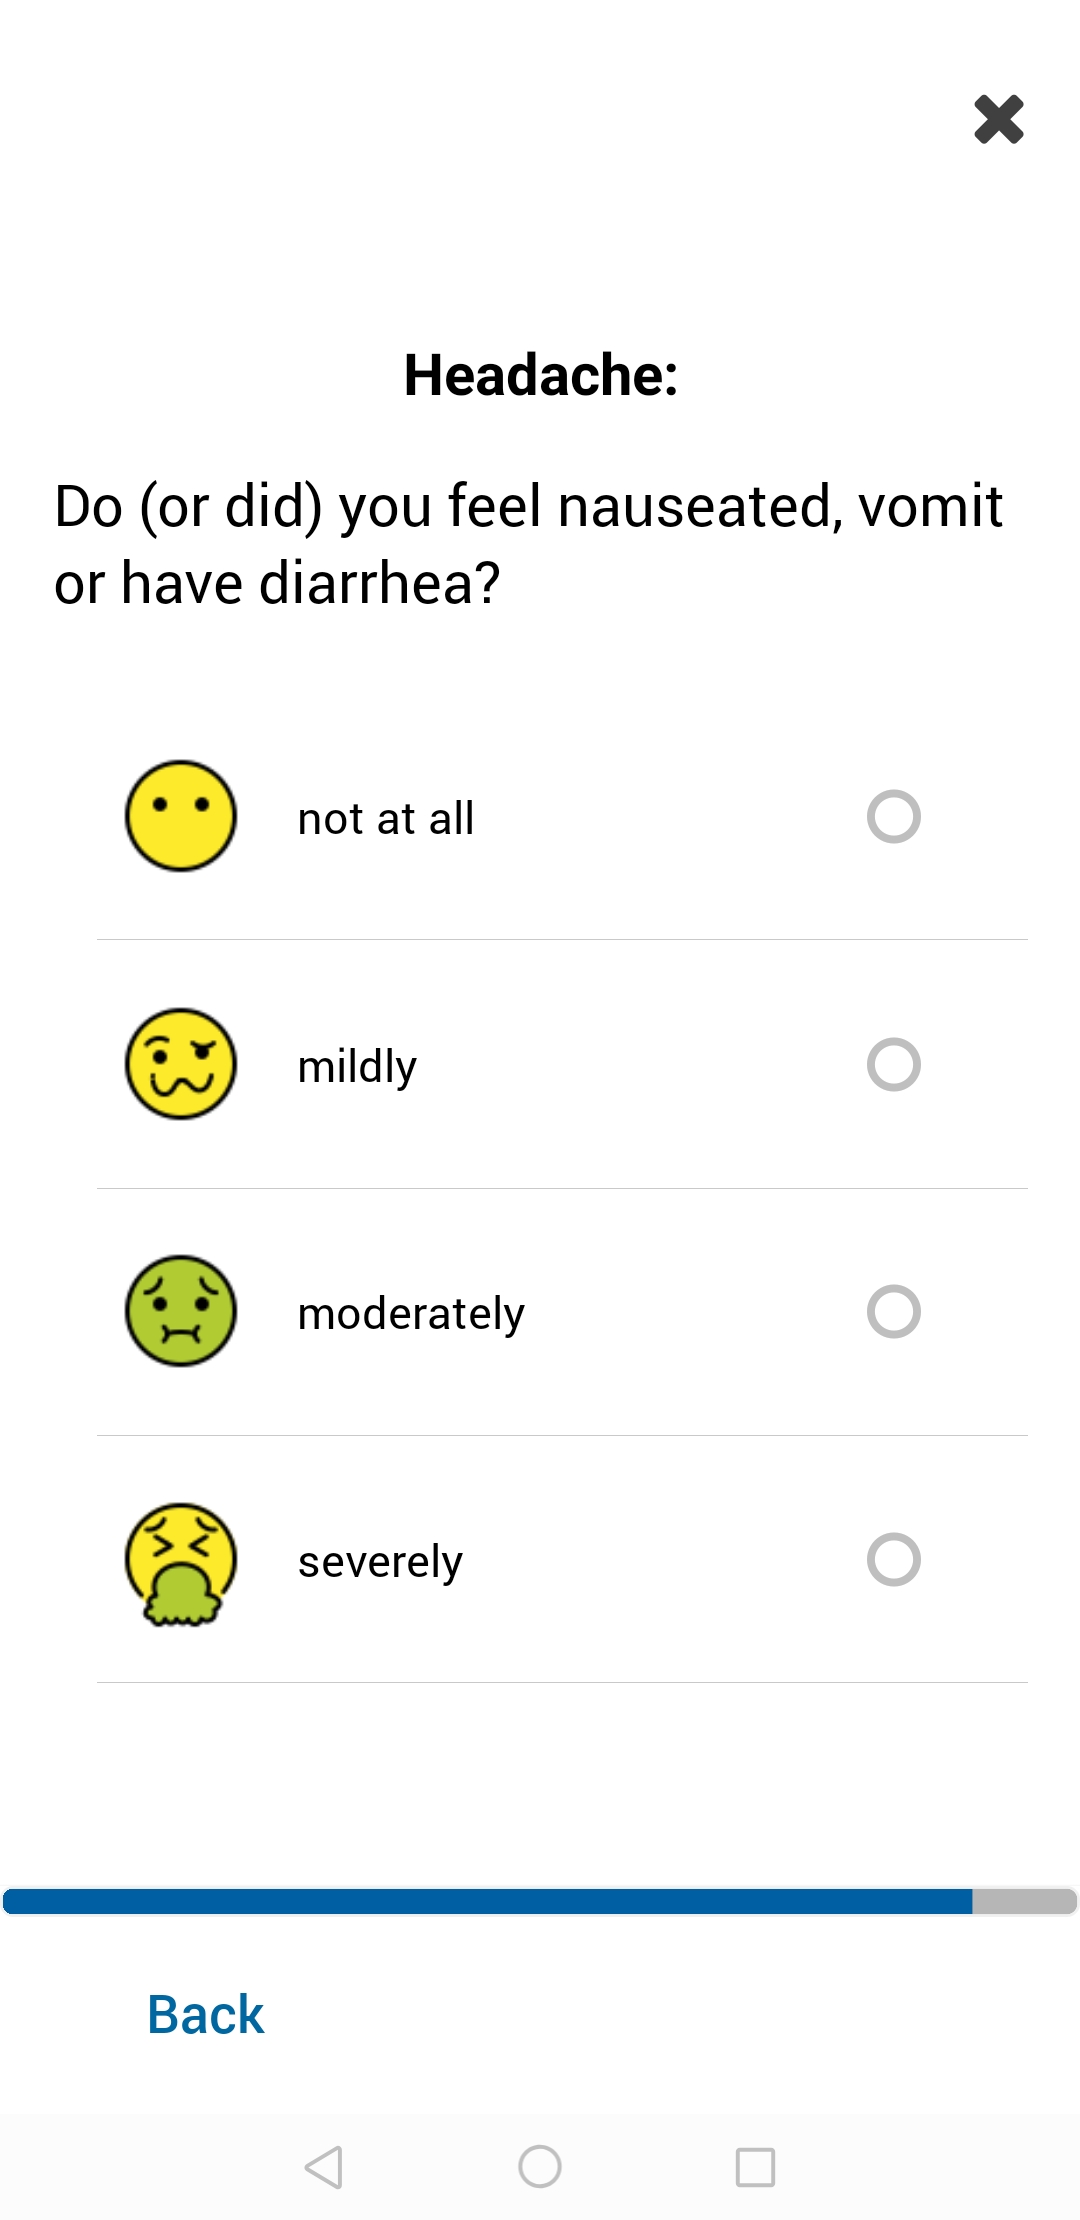 Headache:
Do (or did) you feel nauseated, vomit
or have diarrhea?
not at all
mildly
moderately
severely
Back